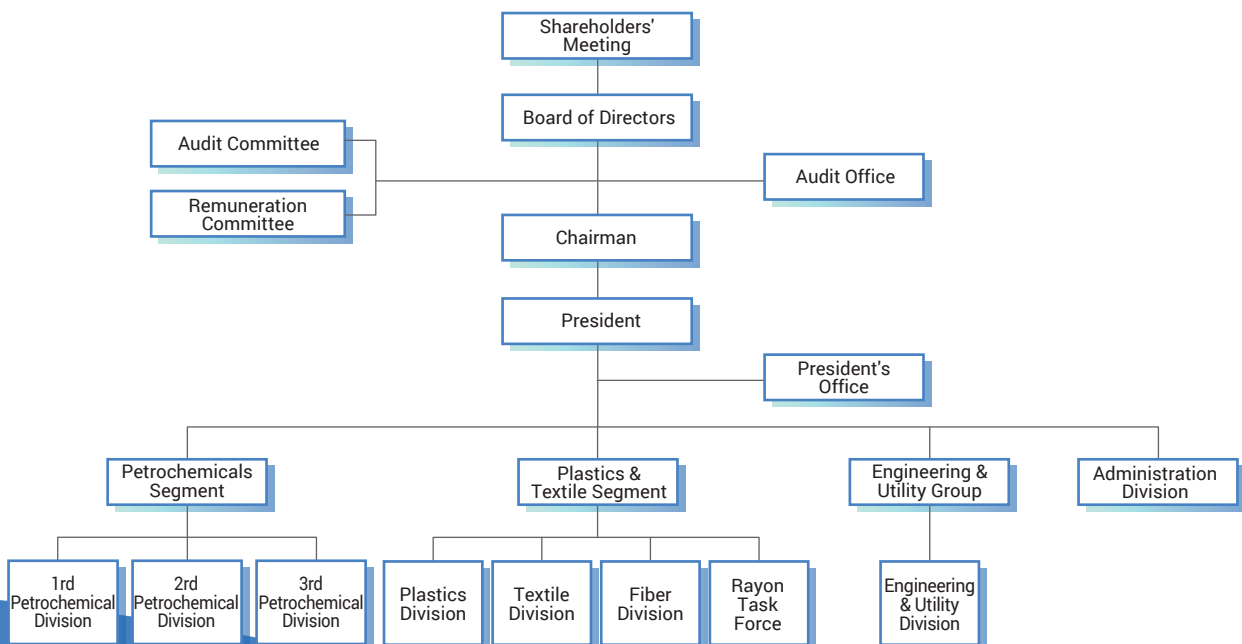 Shareholders'
Meeting
Board of Directors
Audit Committee
Audit Office
Remuneration
Committee
Chairman
President
President's
Office
Petrochemicals
Segment
Plastics &
Textile Segment
Engineering &
Utility Group
Administration
Division
1rd
Petrochemical
Division
2rd
Petrochemical
Division
3rd
Petrochemical
Division
Plastics
Division
Textile
Division
Fiber
Division
Rayon
Task
Force
Engineering
& Utility
Division